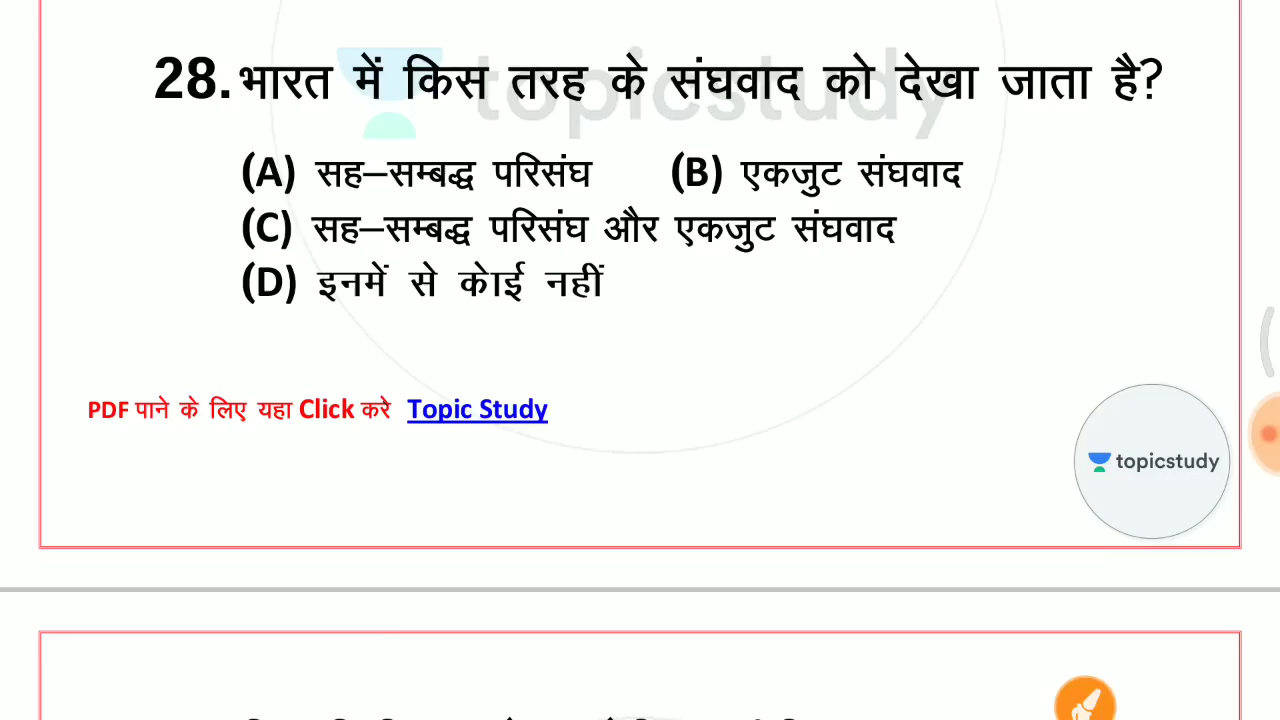 topicstudy
28. भारत में किस तरह के संघवाद को देखा जाता है?
(A) सह–सम्बद्ध परिसंघ (B) एकजुट संघवाद
(C) सह–सम्बद्ध परिसंघ और एकजुट संघवाद
(D) इनमें से केाई नहीं
PDF पाने के लिए यहा Click करे Topic Study
topicstudy